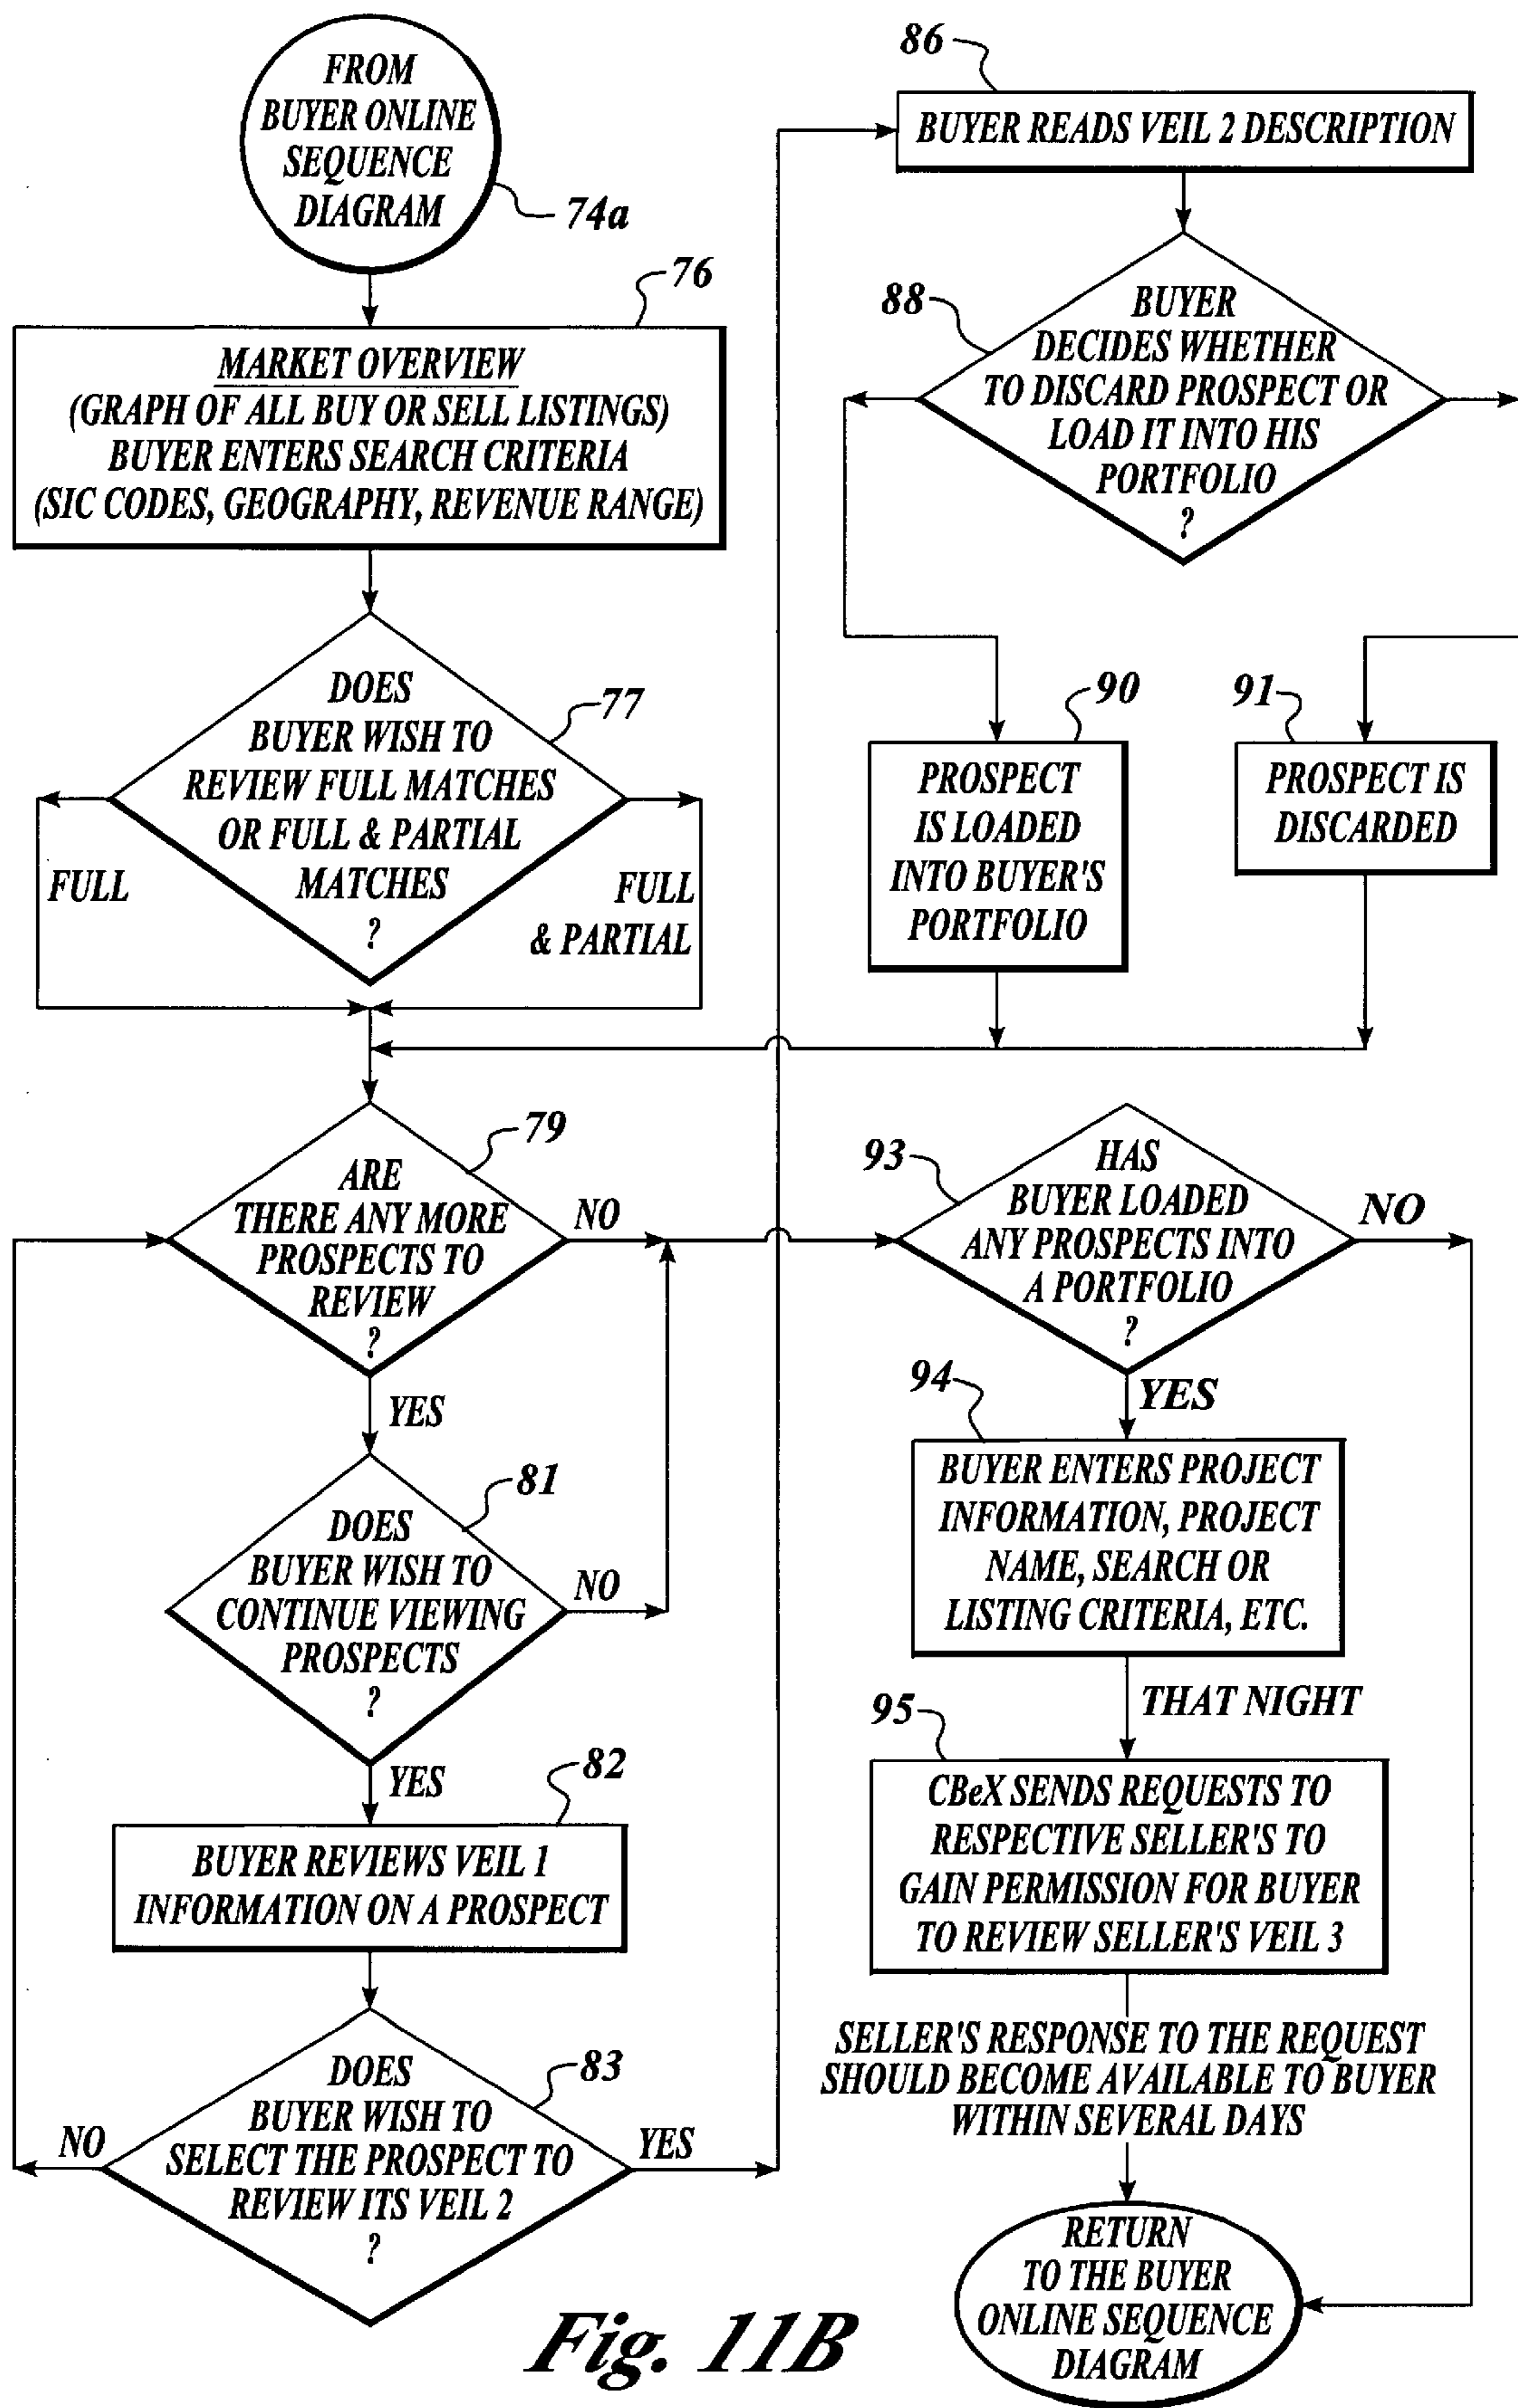 FROM
BUYER ONLINE
SEQUENCE
DIAGRAM
74a
76
MARKET OVERVIEW
(GRAPH OF ALL BUY OR SELL LISTINGS)
BUYER ENTERS SEARCH CRITERIA
(SIC CODES, GEOGRAPHY, REVENUE RANGE)
77
DOES
BUYER WISH TO
REVIEW FULL MATCHES
OR FULL & PARTIAL
MATCHES
?
FULL
FULL
& PARTIAL
79
ARE
THERE ANY MORE
PROSPECTS TO
REVIEW
?
NO
YES
81
DOES
BUYER WISH TO
CONTINUE VIEWING
PROSPECTS
?
NO
YES
82
BUYER REVIEWS VEIL 1
INFORMATION ON A PROSPECT
83
DOES
BUYER WISH TO
SELECT THE PROSPECT TO
REVIEW ITS VEIL 2
?
NO
YES
86
BUYER READS VEIL 2 DESCRIPTION
88
BUYER
DECIDES WHETHER
TO DISCARD PROSPECT OR
LOAD IT INTO HIS
PORTFOLIO
?
90
PROSPECT
IS LOADED
INTO BUYER'S
PORTFOLIO
91
PROSPECT IS
DISCARDED
93
HAS
BUYER LOADED
ANY PROSPECTS INTO
A PORTFOLIO
?
NO
YES
94
BUYER ENTERS PROJECT
INFORMATION, PROJECT
NAME, SEARCH OR
LISTING CRITERIA, ETC.
THAT NIGHT
95
CBeX SENDS REQUESTS TO
RESPECTIVE SELLER'S TO
GAIN PERMISSION FOR BUYER
TO REVIEW SELLER'S VEIL 3
SELLER'S RESPONSE TO THE REQUEST
SHOULD BECOME AVAILABLE TO BUYER
WITHIN SEVERAL DAYS
RETURN
TO THE BUYER
ONLINE SEQUENCE
DIAGRAM
Fig. 11B